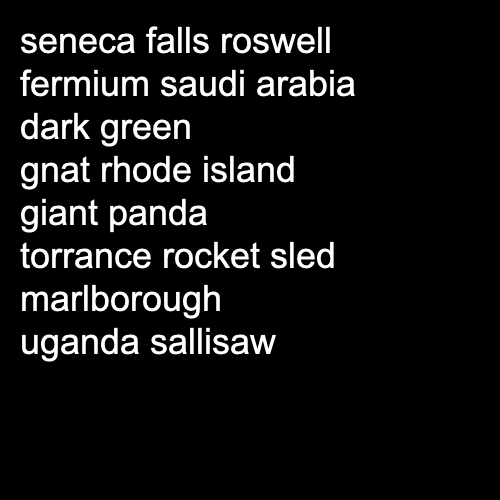 seneca falls roswell
fermium saudi arabia
dark green
gnat rhode island
giant panda
torrance rocket sled
marlborough
uganda sallisaw